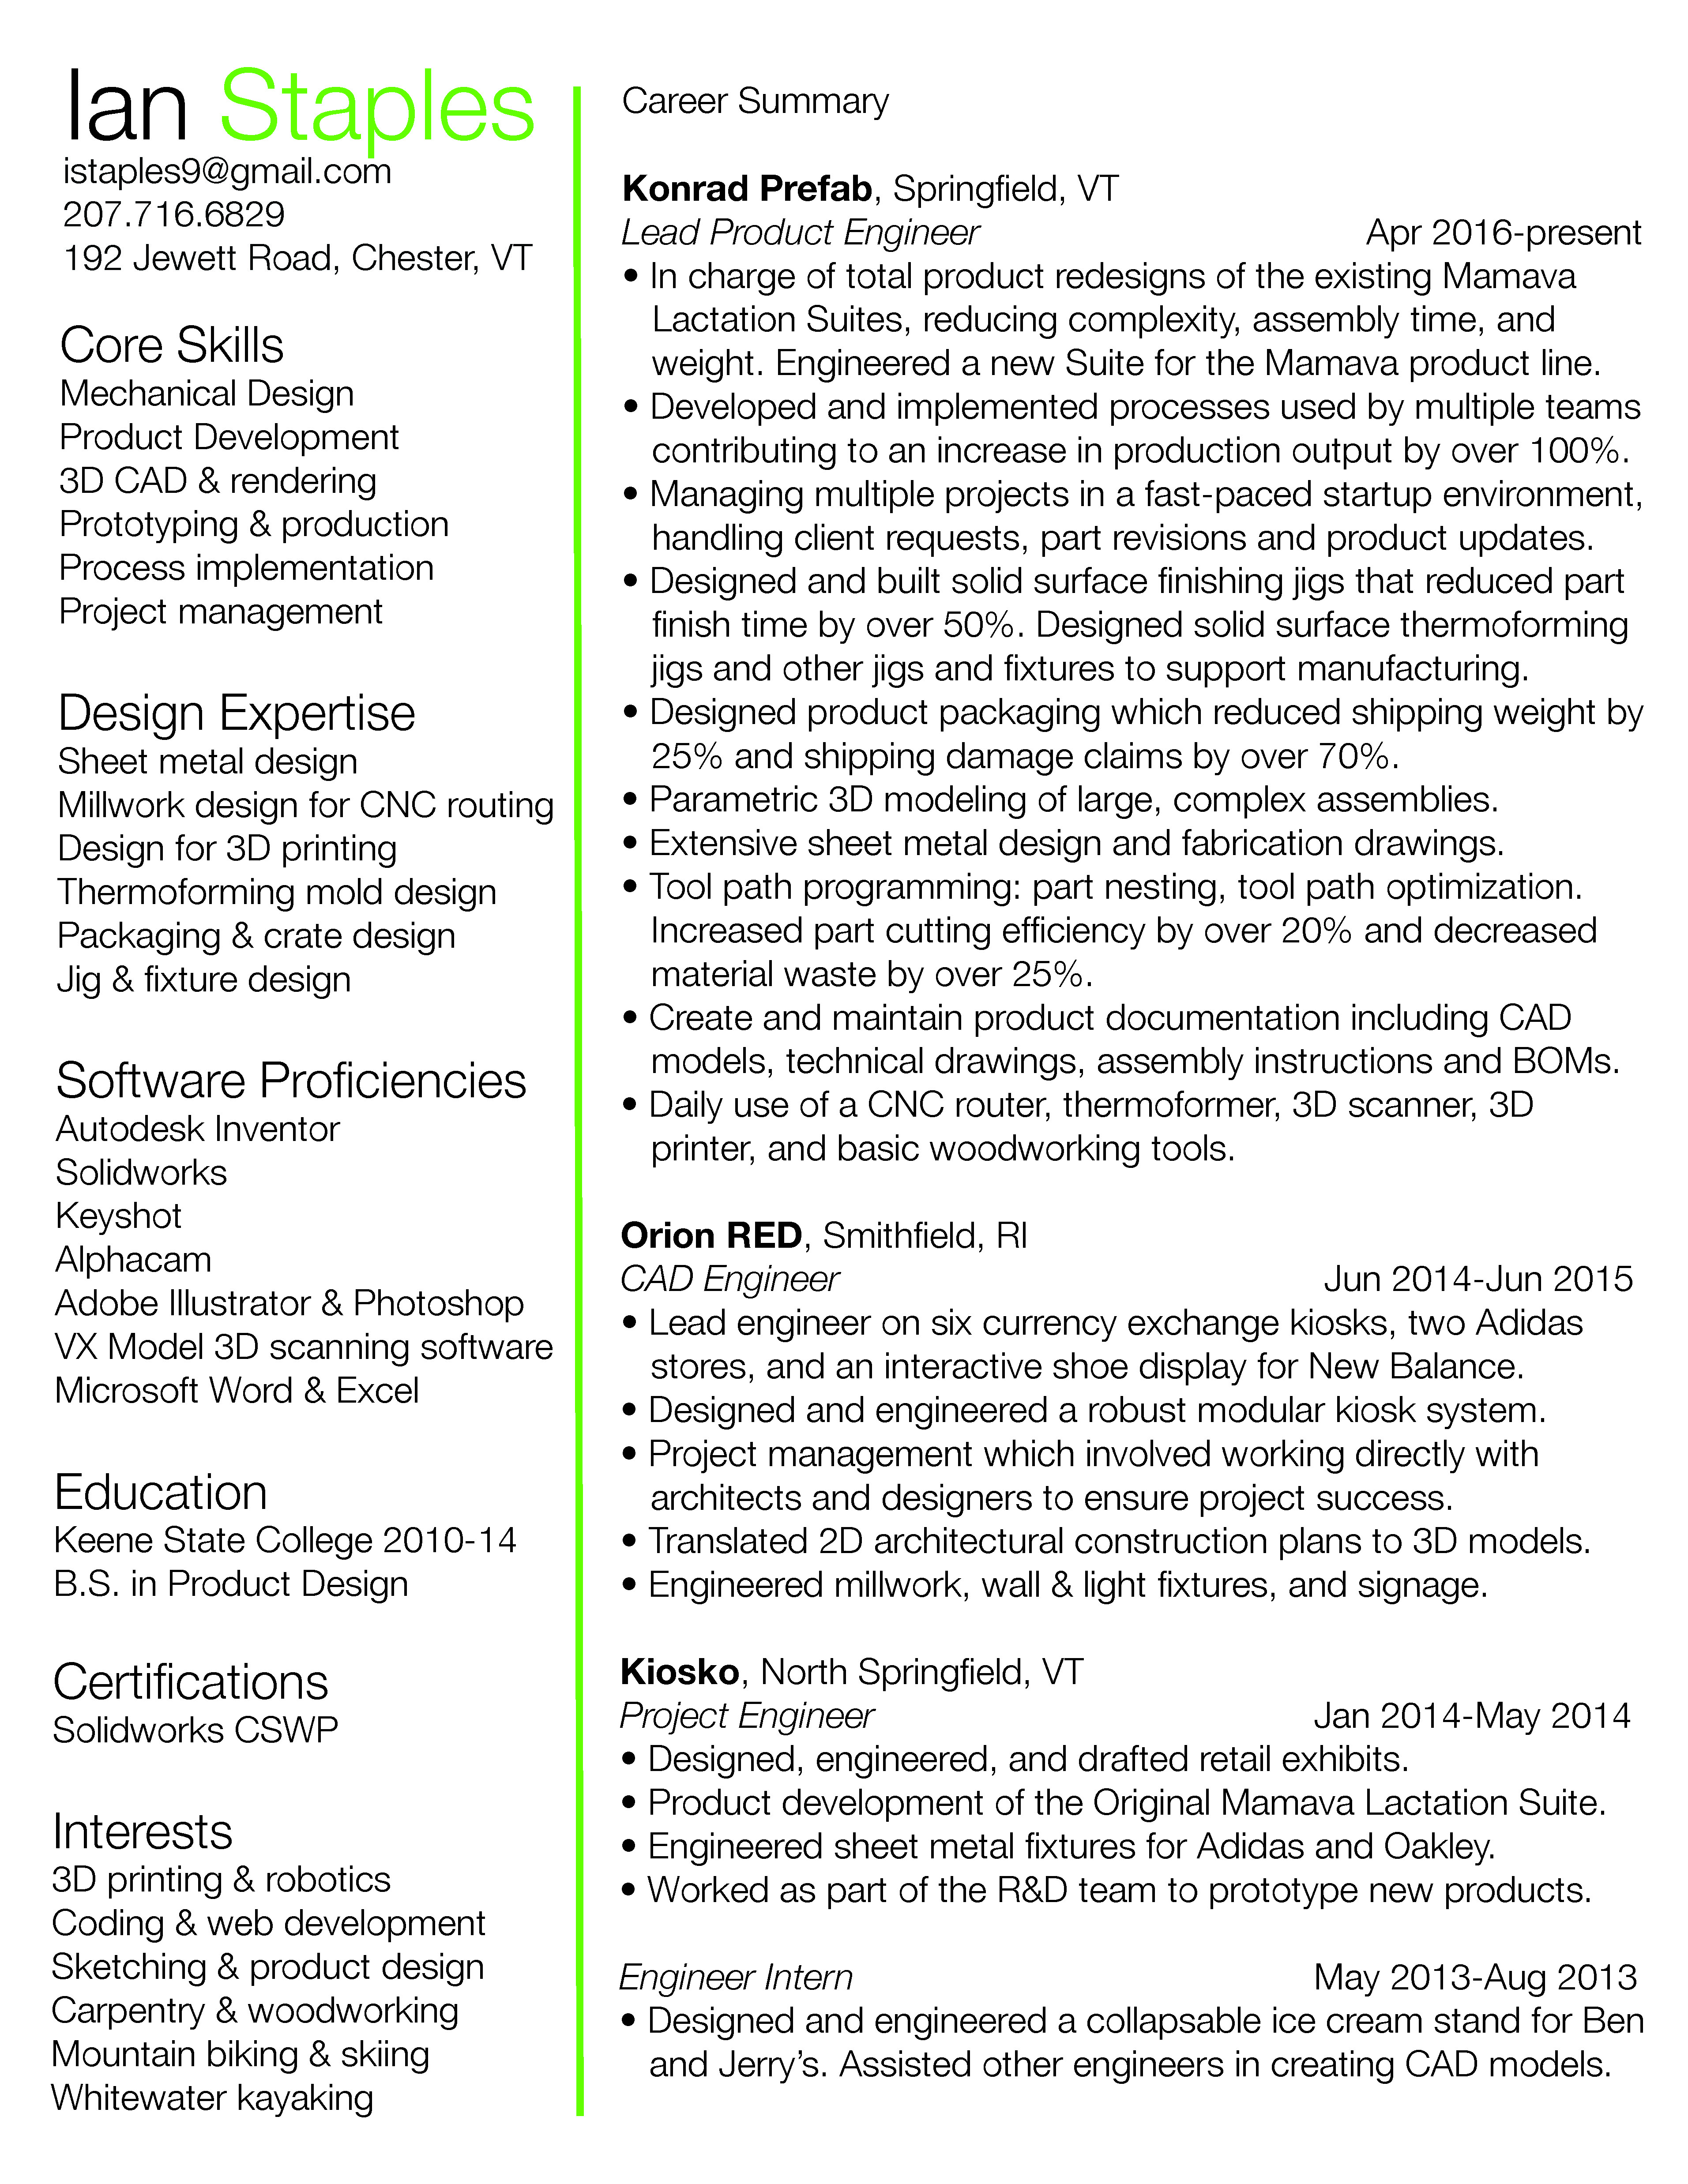 Ian Staples
istaples9@gmail.com
207.716.6829
192 Jewett Road, Chester, VT
Core Skills
Mechanical Design
Product Development
3D CAD & rendering
Prototyping & production
Process implementation
Project management
Design Expertise
Sheet metal design
Millwork design for CNC routing
Design for 3D printing
Thermoforming mold design
Packaging & crate design
Jig & fixture design
Software Proficiencies
Autodesk Inventor
Solidworks
Keyshot
Alphacam
Adobe Illustrator & Photoshop
VX Model 3D scanning software
Microsoft Word & Excel
Education
Keene State College 2010-14
B.S. in Product Design
Certifications
Solidworks CSWP
Interests
3D printing & robotics
Coding & web development
Sketching & product design
Carpentry & woodworking
Mountain biking & skiing
Whitewater kayaking
Career Summary
Konrad Prefab, Springfield, VT
Lead Product Engineer Apr 2016-present
• In charge of total product redesigns of the existing Mamava
Lactation Suites, reducing complexity, assembly time, and
weight. Engineered a new Suite for the Mamava product line.
• Developed and implemented processes used by multiple teams
contributing to an increase in production output by over 100%.
• Managing multiple projects in a fast-paced startup environment,
handling client requests, part revisions and product updates.
• Designed and built solid surface finishing jigs that reduced part
finish time by over 50%. Designed solid surface thermoforming
jigs and other jigs and fixtures to support manufacturing.
• Designed product packaging which reduced shipping weight by
25% and shipping damage claims by over 70%.
• Parametric 3D modeling of large, complex assemblies.
• Extensive sheet metal design and fabrication drawings.
• Tool path programming: part nesting, tool path optimization.
Increased part cutting efficiency by over 20% and decreased
material waste by over 25%.
• Create and maintain product documentation including CAD
models, technical drawings, assembly instructions and BOMs.
• Daily use of a CNC router, thermoformer, 3D scanner, 3D
printer, and basic woodworking tools.
Orion RED, Smithfield, RI
CAD Engineer Jun 2014-Jun 2015
• Lead engineer on six currency exchange kiosks, two Adidas
stores, and an interactive shoe display for New Balance.
• Designed and engineered a robust modular kiosk system.
• Project management which involved working directly with
architects and designers to ensure project success.
• Translated 2D architectural construction plans to 3D models.
• Engineered millwork, wall & light fixtures, and signage.
Kiosko, North Springfield, VT
Project Engineer Jan 2014-May 2014
• Designed, engineered, and drafted retail exhibits.
• Product development of the Original Mamava Lactation Suite.
• Engineered sheet metal fixtures for Adidas and Oakley.
• Worked as part of the R&D team to prototype new products.
Engineer Intern May 2013-Aug 2013
• Designed and engineered a collapsable ice cream stand for Ben
and Jerry’s. Assisted other engineers in creating CAD models.